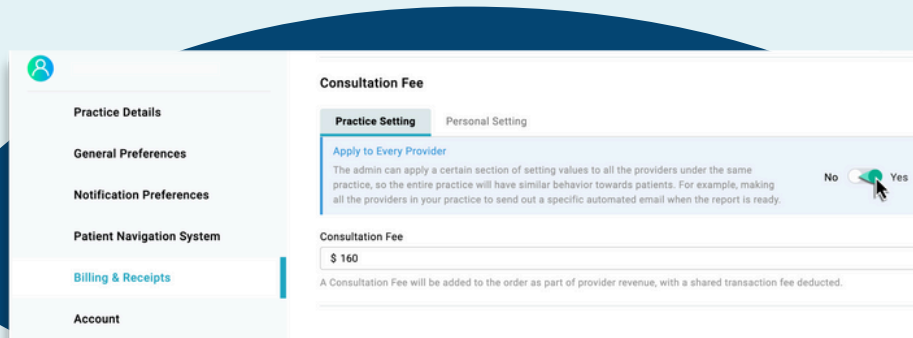 Practice Details
General Preferences
Notification Preferences
Patient Navigation System
Billing & Receipts
Account
Consultation Fee
Practice Setting
Personal Setting
Apply to Every Provider
The admin can apply a certain section of setting values to all the providers under the same
practice, so the entire practice will have similar behavior towards patients. For example, making
all the providers in your practice to send out a specific automated email when the report is ready.
No
Yes
Consultation Fee
$ 160
A Consultation Fee will be added to the order as part of provider revenue, with a shared transaction fee deducted.